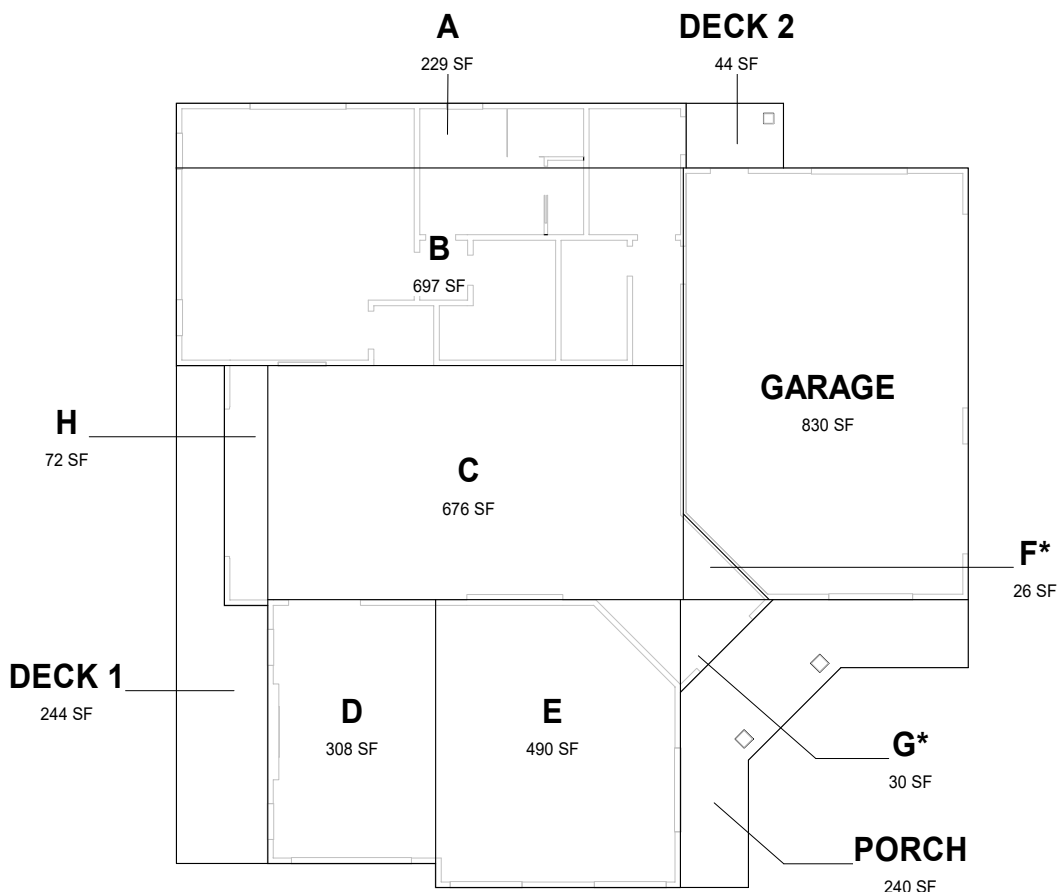 A
229 SF
DECK 2
44 SF
B
697 SF
GARAGE
830 SF
H
72 SF
C
676 SF
F*
26 SF
DECK 1
244 SF
D
308 SF
E
490 SF
G*
30 SF
PORCH
240 SF